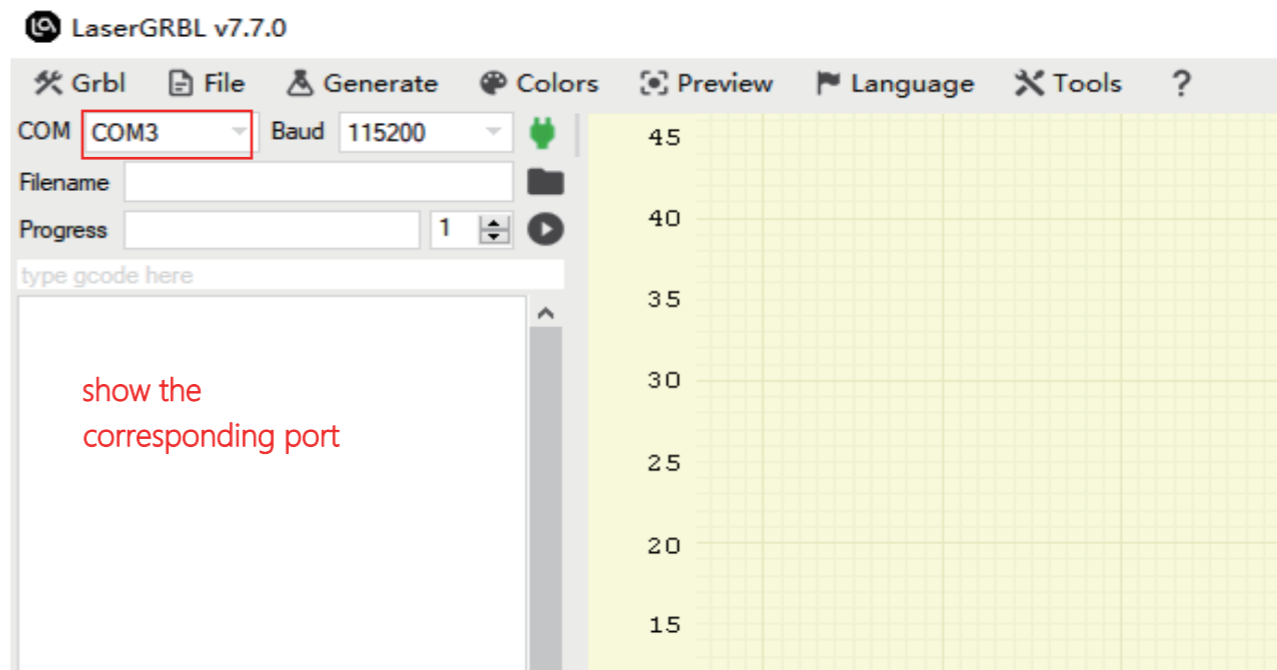 LaserGRBL v7.7.0
Grbl File Generate Colors Preview Language Tools ?
COM COM3 Baud 115200
Filename
Progress 1
type gcode here
show the
corresponding port
45
40
35
30
25
20
15